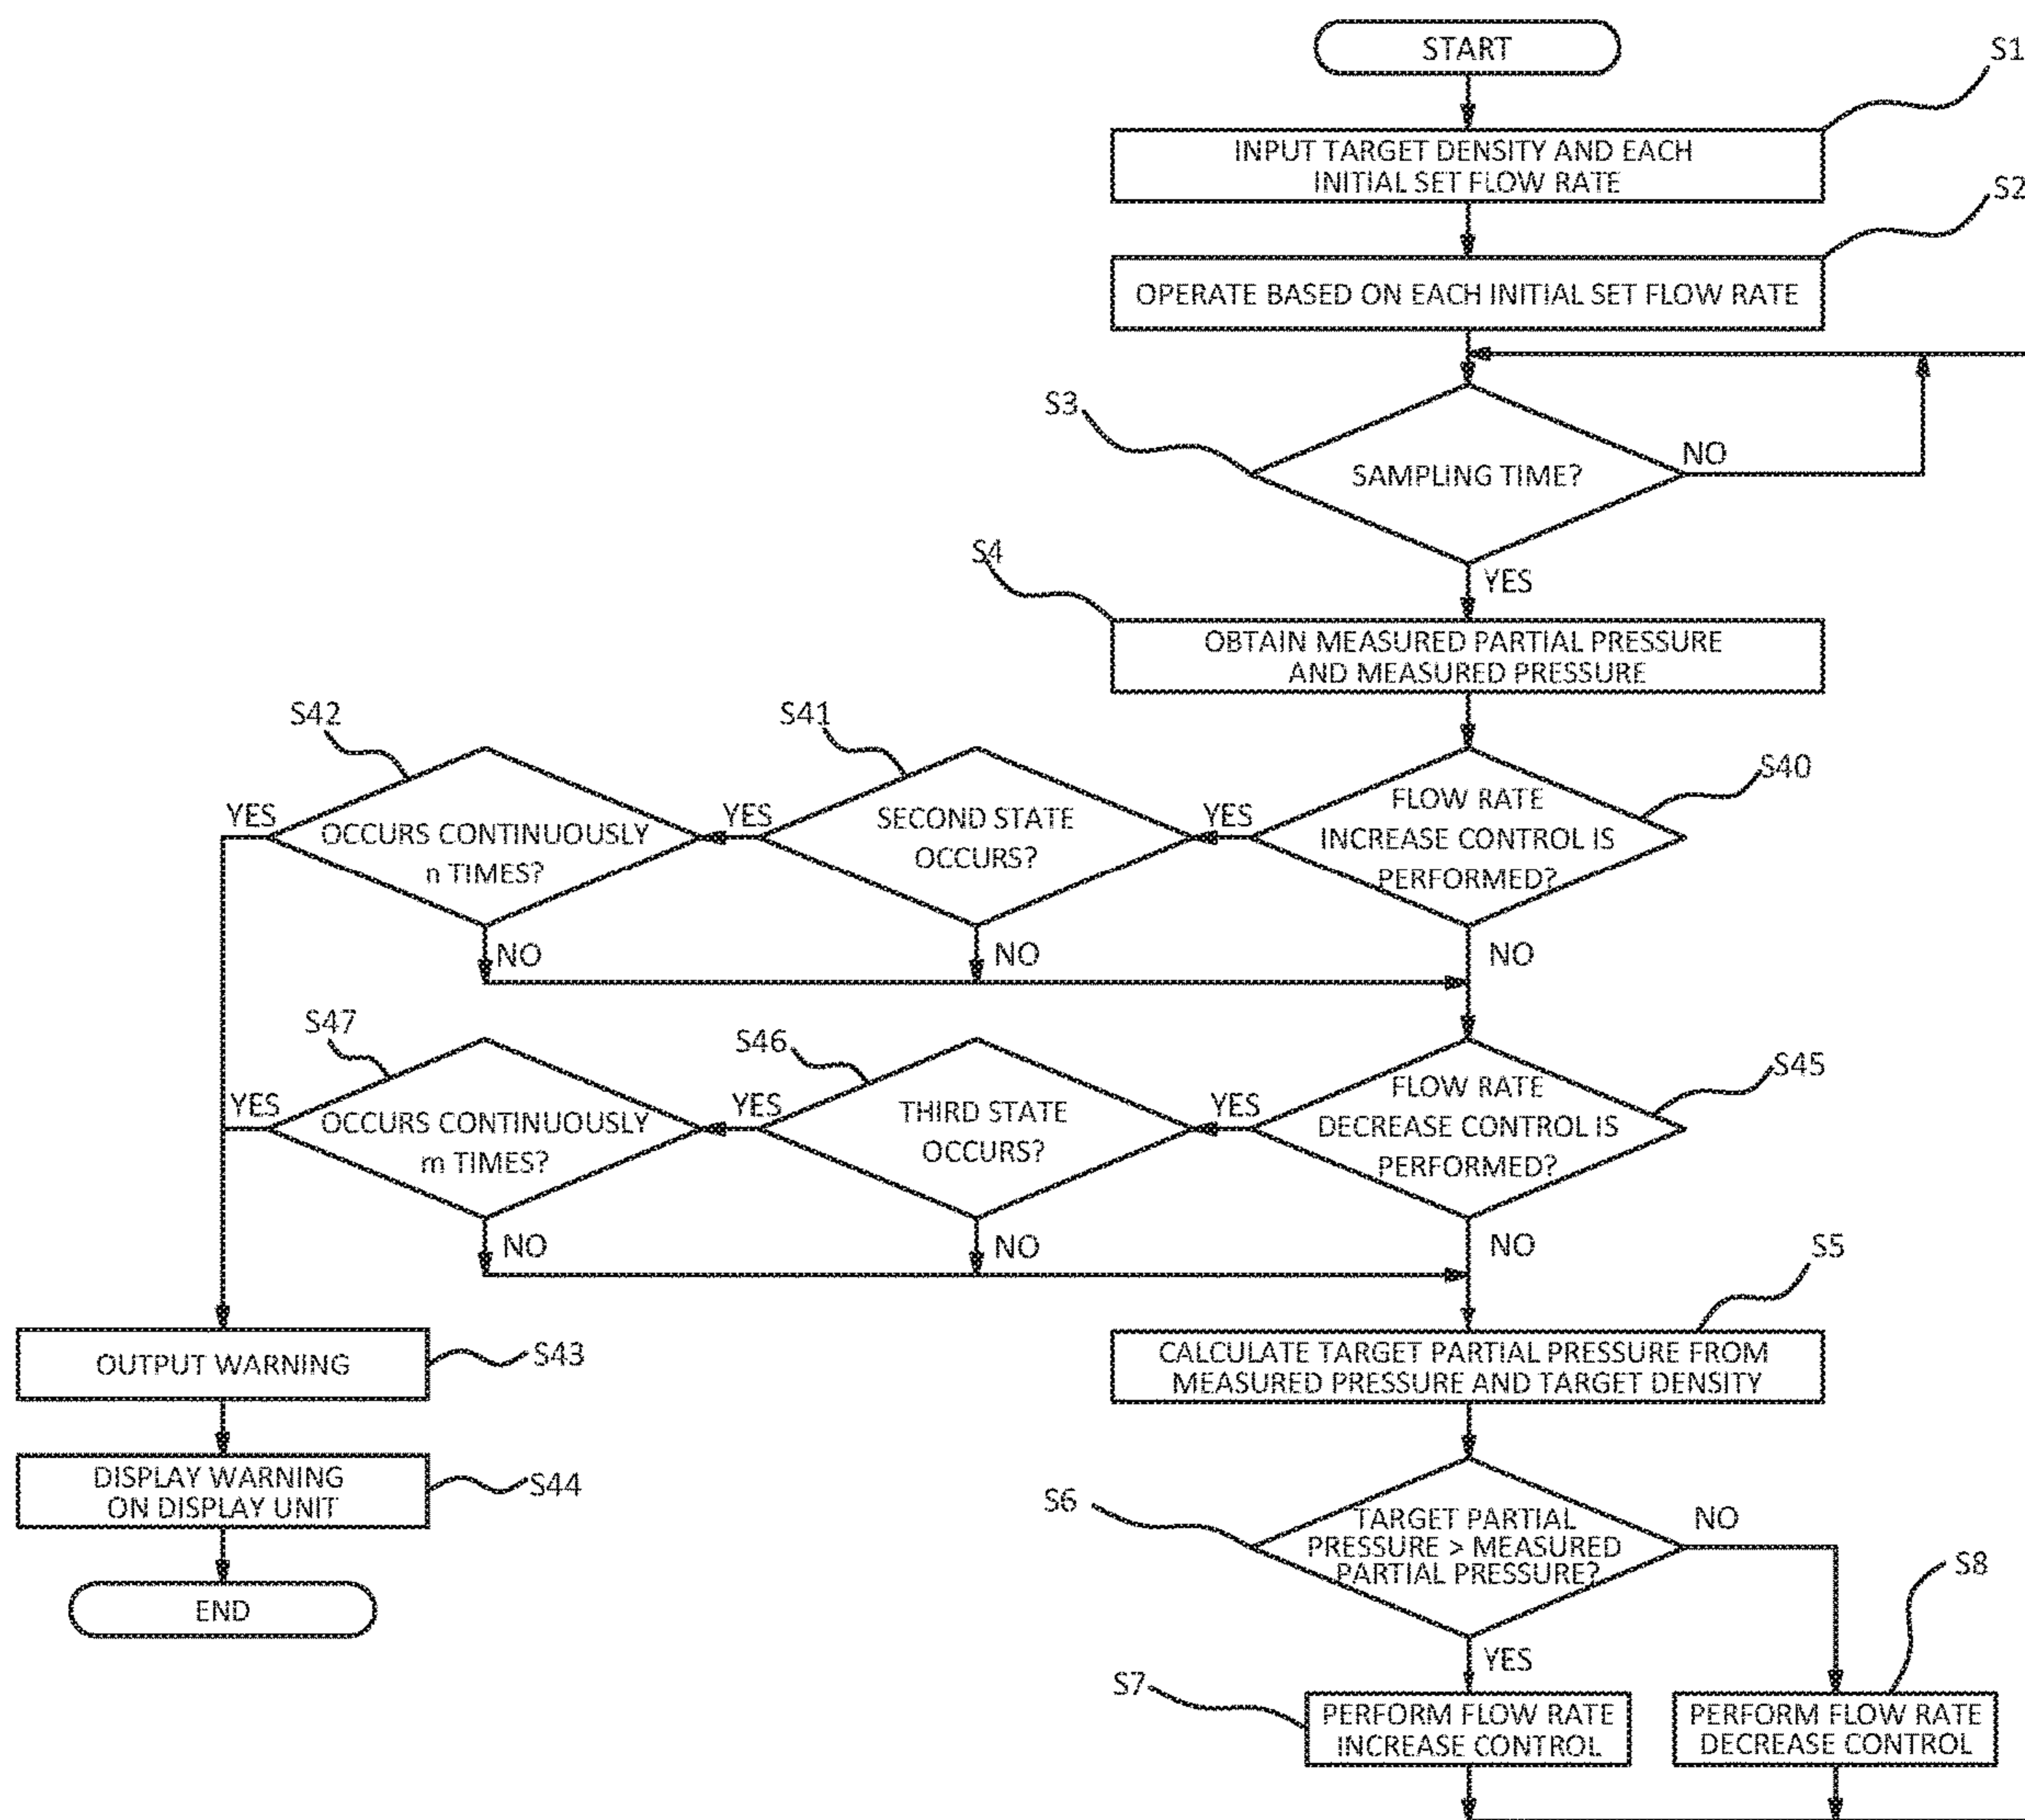 START
S1
INPUT TARGET DENSITY AND EACH
INITIAL SET FLOW RATE
S2
OPERATE BASED ON EACH INITIAL SET FLOW RATE
S3
SAMPLING TIME?
NO
YES
S4
OBTAIN MEASURED PARTIAL PRESSURE
AND MEASURED PRESSURE
S42
YES
OCCURS CONTINUOUSLY
n TIMES?
NO
S41
YES
SECOND STATE
OCCURS?
NO
S40
YES
FLOW RATE
INCREASE CONTROL IS
PERFORMED?
NO
S47
YES
OCCURS CONTINUOUSLY
m TIMES?
NO
S46
YES
THIRD STATE
OCCURS?
NO
S45
YES
FLOW RATE
DECREASE CONTROL IS
PERFORMED?
NO
OUTPUT WARNING
S43
DISPLAY WARNING
ON DISPLAY UNIT
S44
END
S5
CALCULATE TARGET PARTIAL PRESSURE FROM
MEASURED PRESSURE AND TARGET DENSITY
S6
TARGET PARTIAL
PRESSURE > MEASURED
PARTIAL PRESSURE?
NO
YES
S7
PERFORM FLOW RATE
INCREASE CONTROL
S8
PERFORM FLOW RATE
DECREASE CONTROL